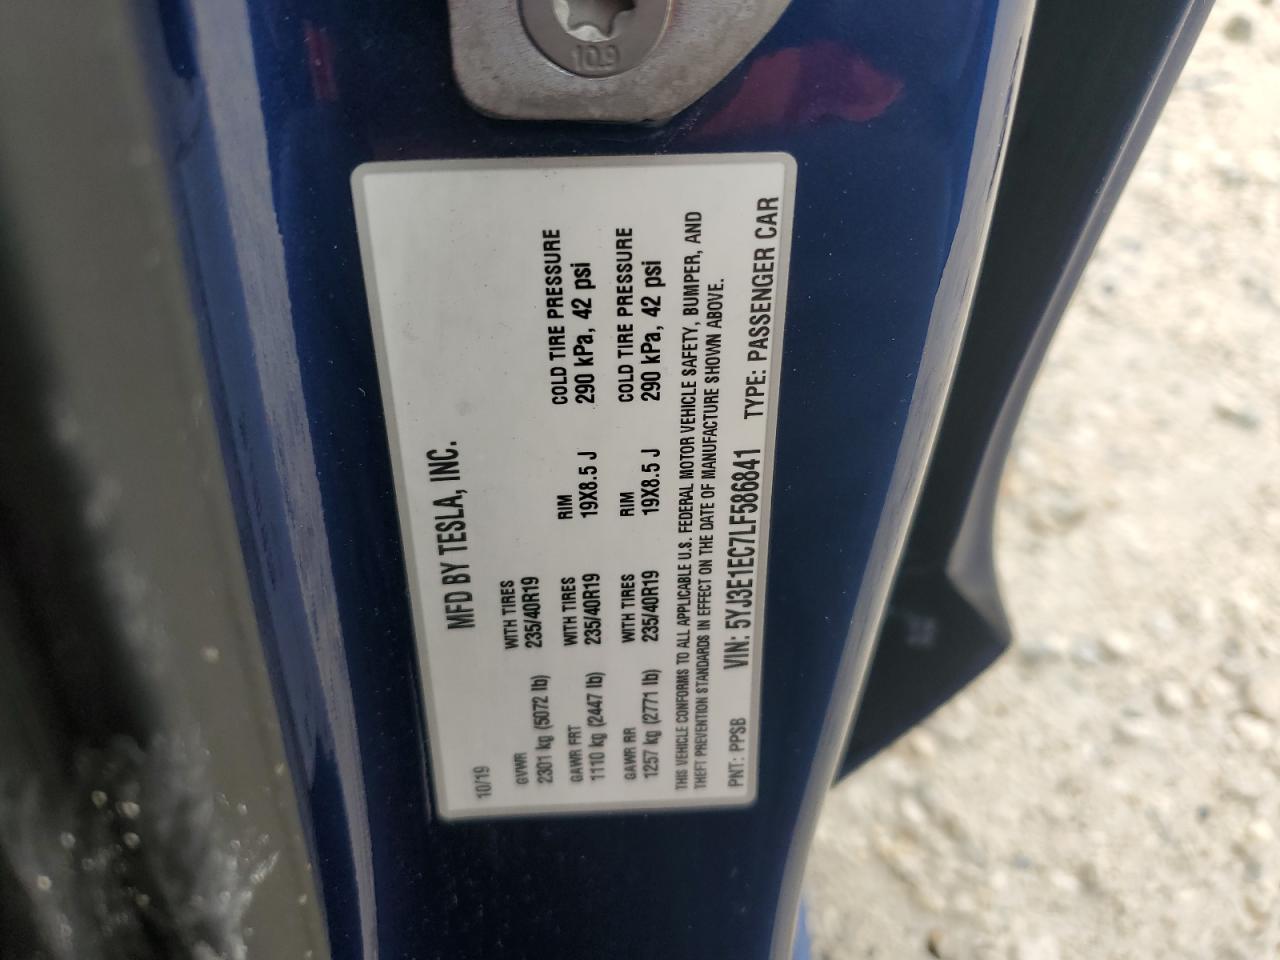 10.9
MFD BY TESLA, INC.
10/19
GVWR WITH TIRES
2301 kg (5072 lb) 235/40R19
GAWR FRT WITH TIRES RIM COLD TIRE PRESSURE
1110 kg (2447 lb) 235/40R19 19X8.5 J 290 kPa, 42 psi
GAWR RR WITH TIRES RIM COLD TIRE PRESSURE
1257 kg (2771 lb) 235/40R19 19X8.5 J 290 kPa, 42 psi
THIS VEHICLE CONFORMS TO ALL APPLICABLE U.S. FEDERAL MOTOR VEHICLE SAFETY, BUMPER, AND
THEFT PREVENTION STANDARDS IN EFFECT ON THE DATE OF MANUFACTURE SHOWN ABOVE.
PNT: PPSB VIN: 5YJ3E1EC7LF586841 TYPE: PASSENGER CAR